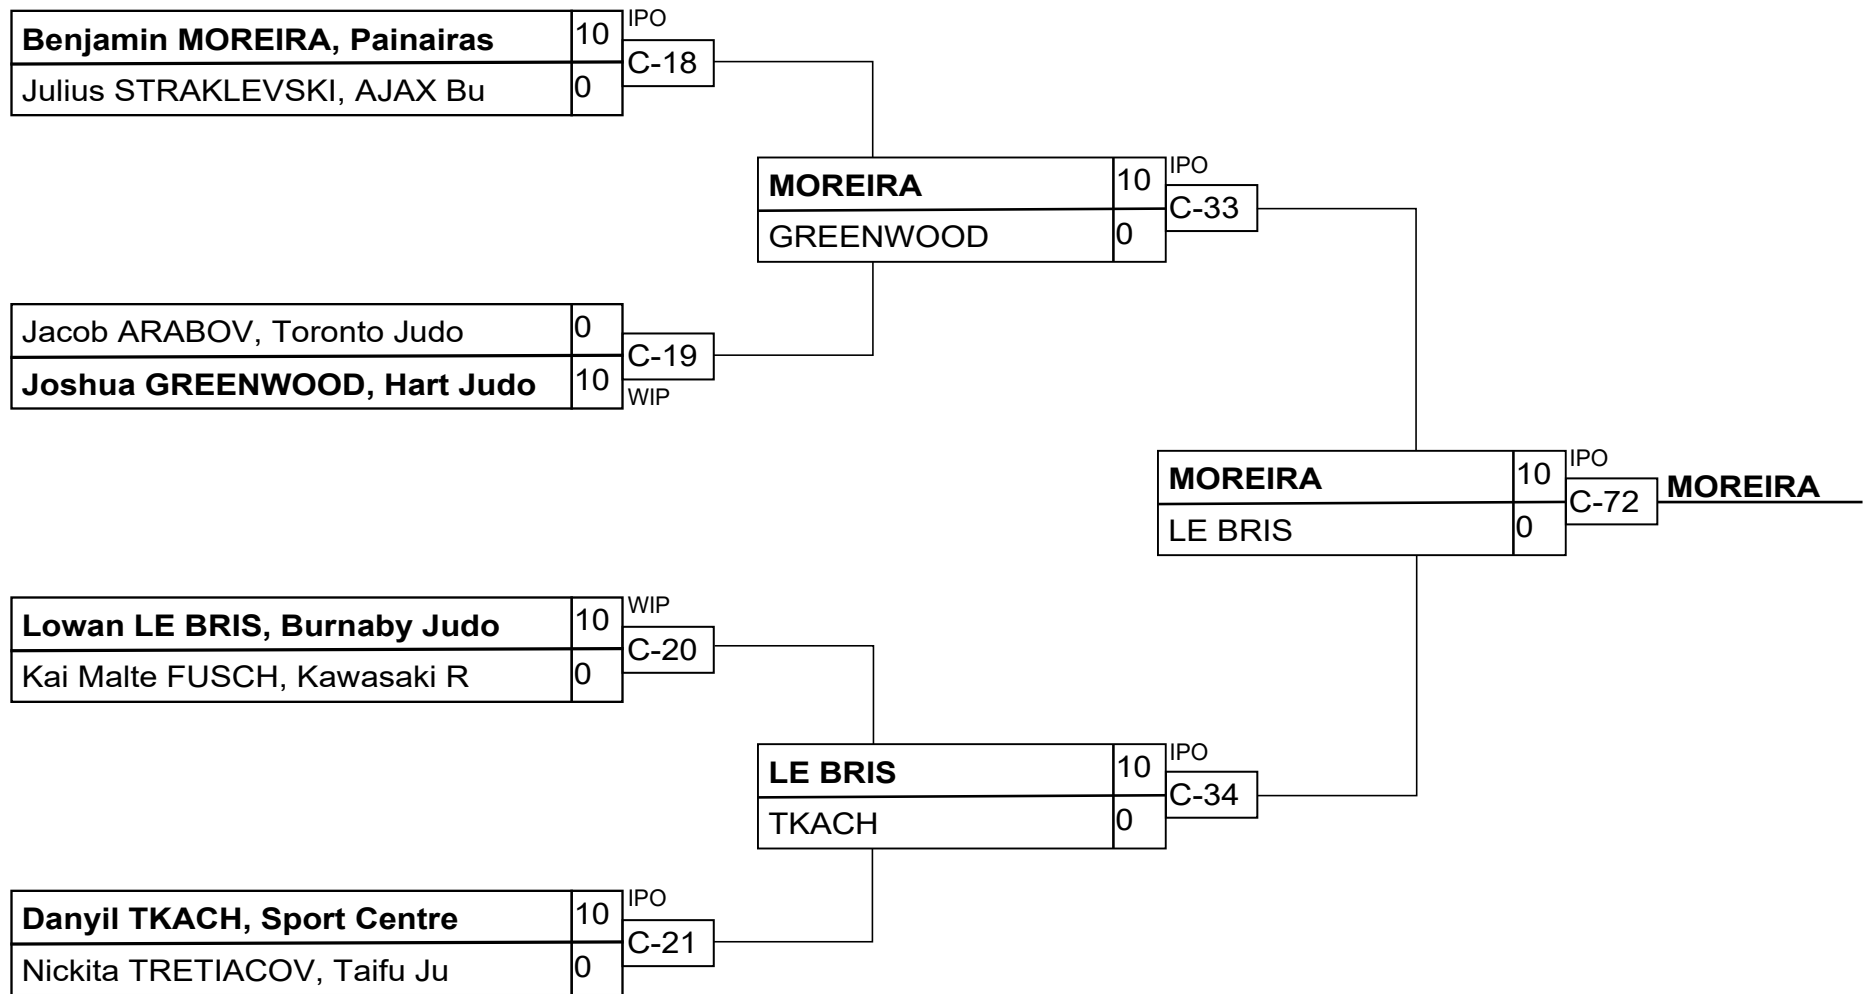 Benjamin MOREIRA, Painairas 10 IPO
C-18
Julius STRAKLEVSKI, AJAX Bu 0
MOREIRA 10 IPO
C-33
GREENWOOD 0
Jacob ARABOV, Toronto Judo 0
C-19
Joshua GREENWOOD, Hart Judo 10 WIP
MOREIRA 10 IPO
C-72 MOREIRA
LE BRIS 0
Lowan LE BRIS, Burnaby Judo 10 WIP
C-20
Kai Malte FUSCH, Kawasaki R 0
LE BRIS 10 IPO
C-34
TKACH 0
Danyil TKACH, Sport Centre 10 IPO
C-21
Nickita TRETIACOV, Taifu Ju 0